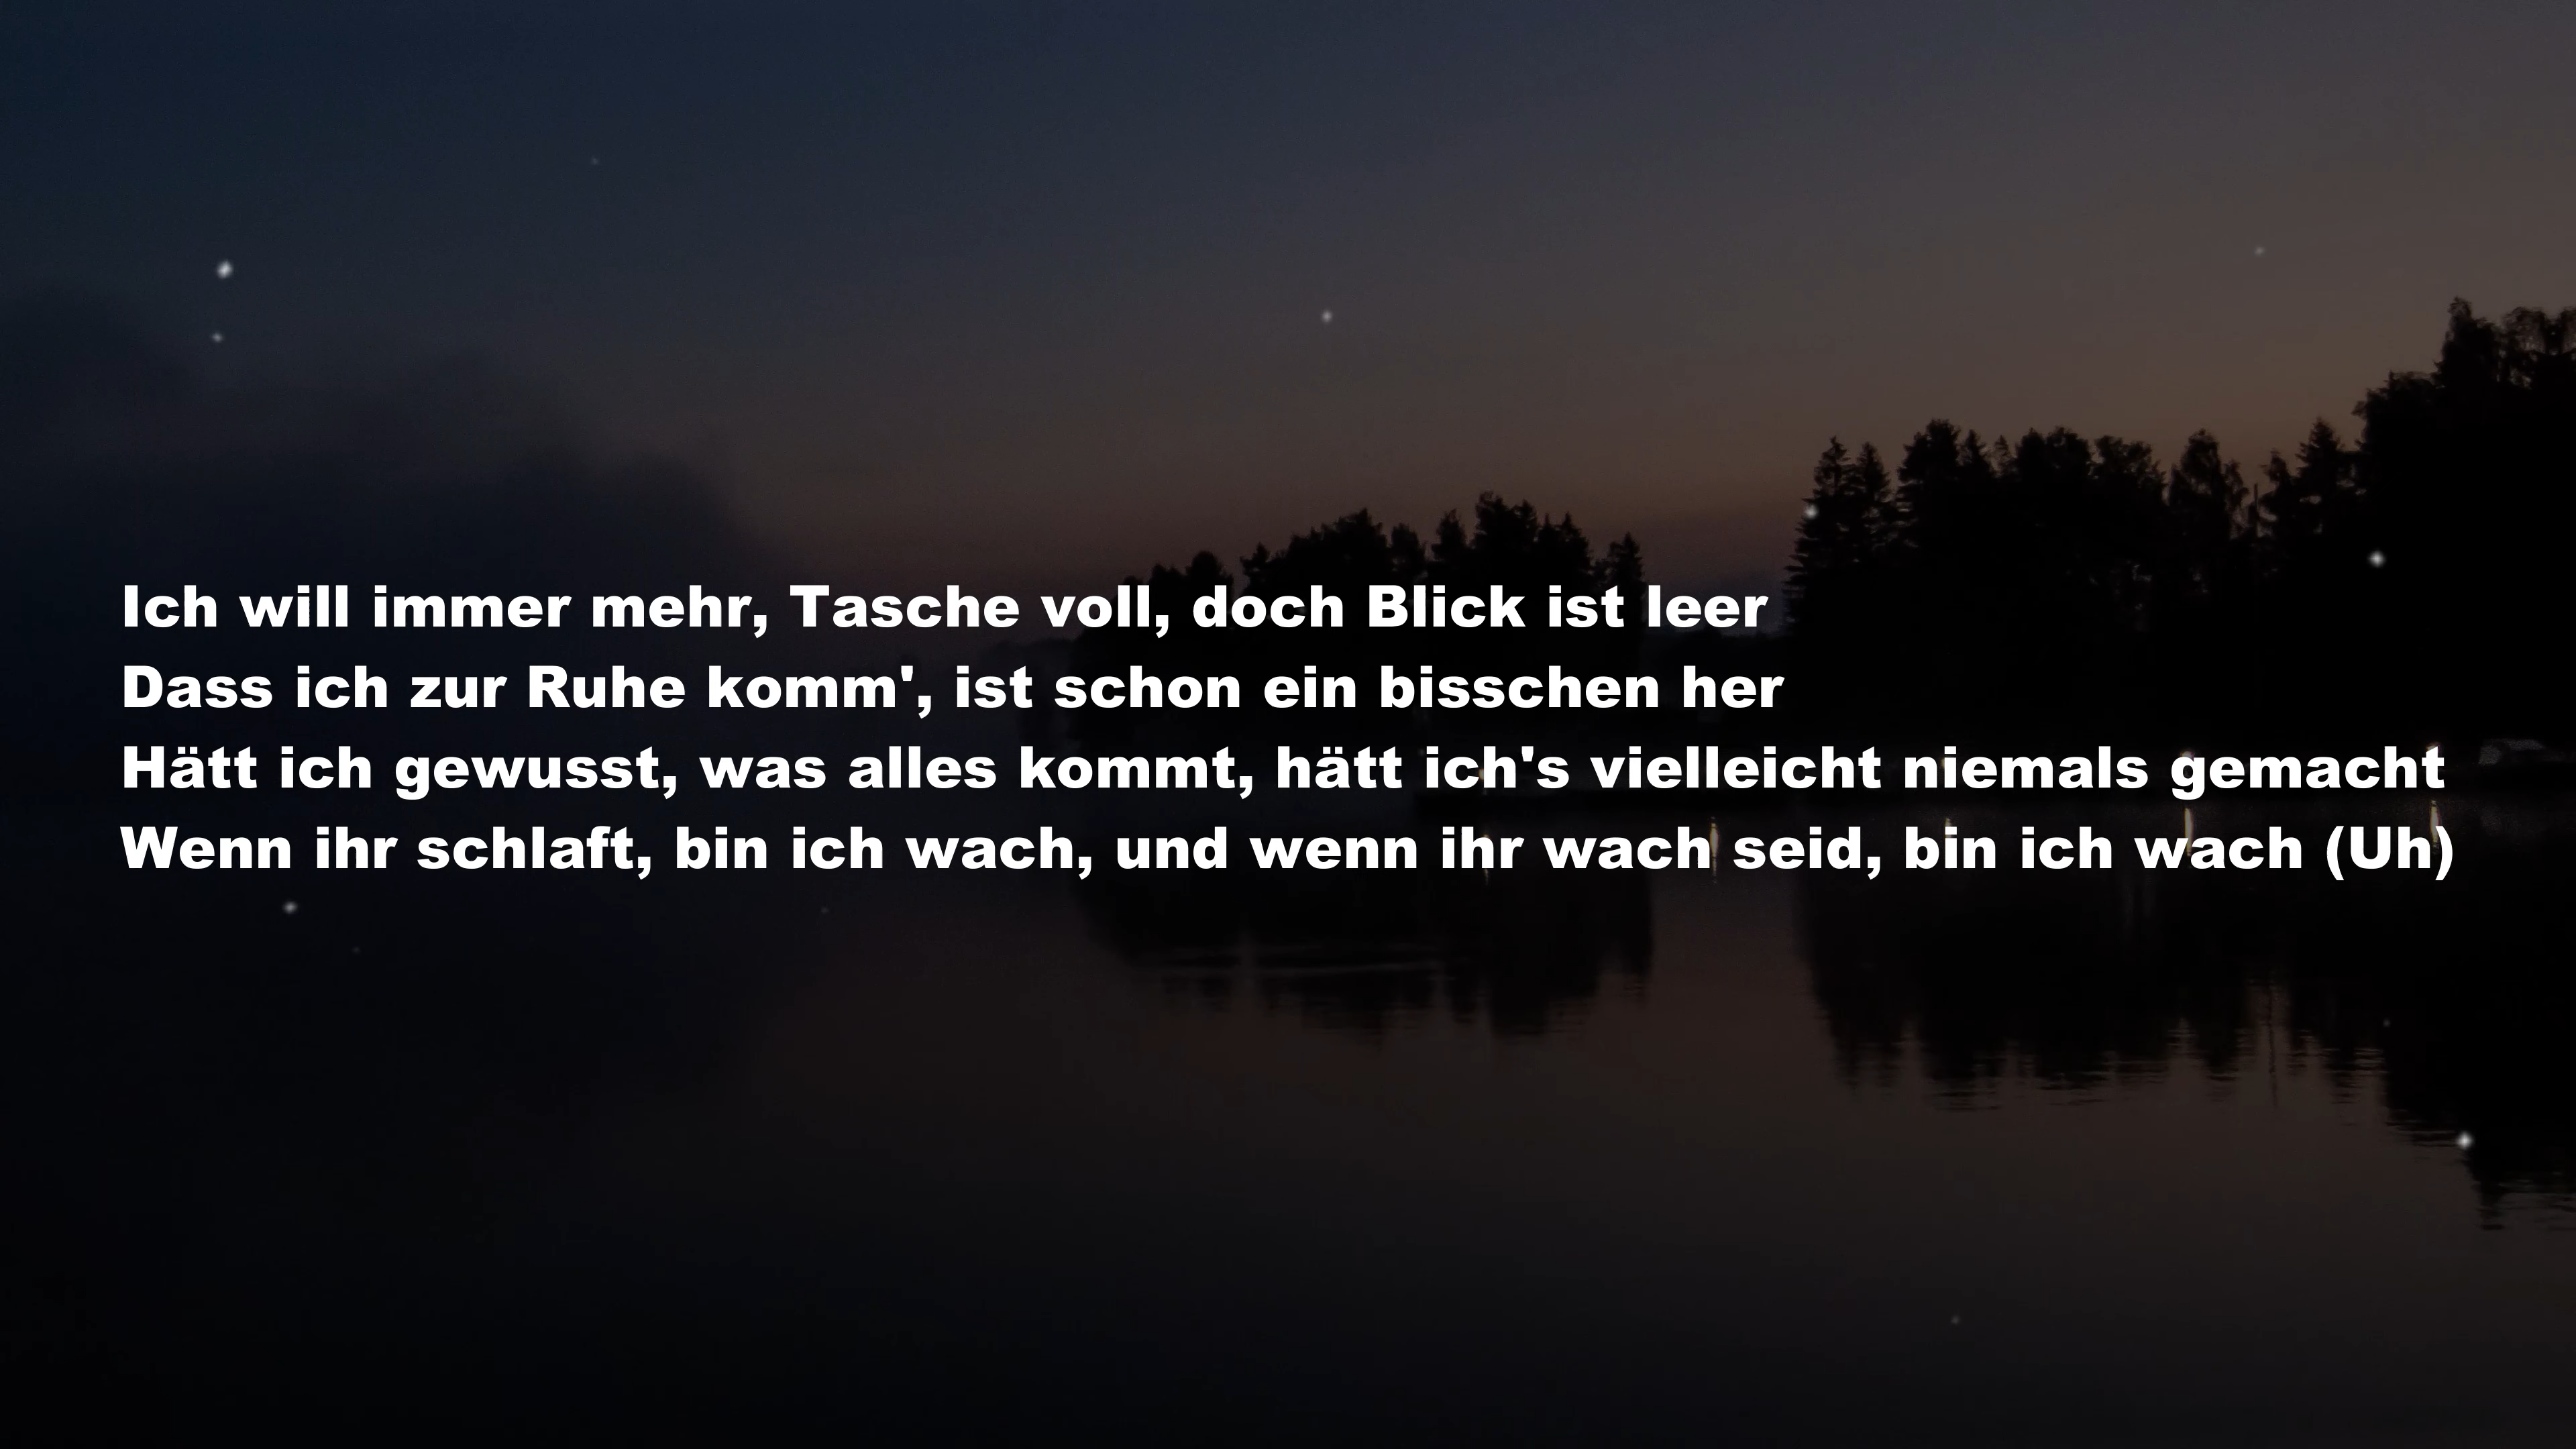 Ich will immer mehr, Tasche voll, doch Blick ist leer
Dass ich zur Ruhe komm', ist schon ein bisschen her
Hätt ich gewusst, was alles kommt, hätt ich's vielleicht niemals gemacht
Wenn ihr schlaft, bin ich wach, und wenn ihr wach seid, bin ich wach (Uh)